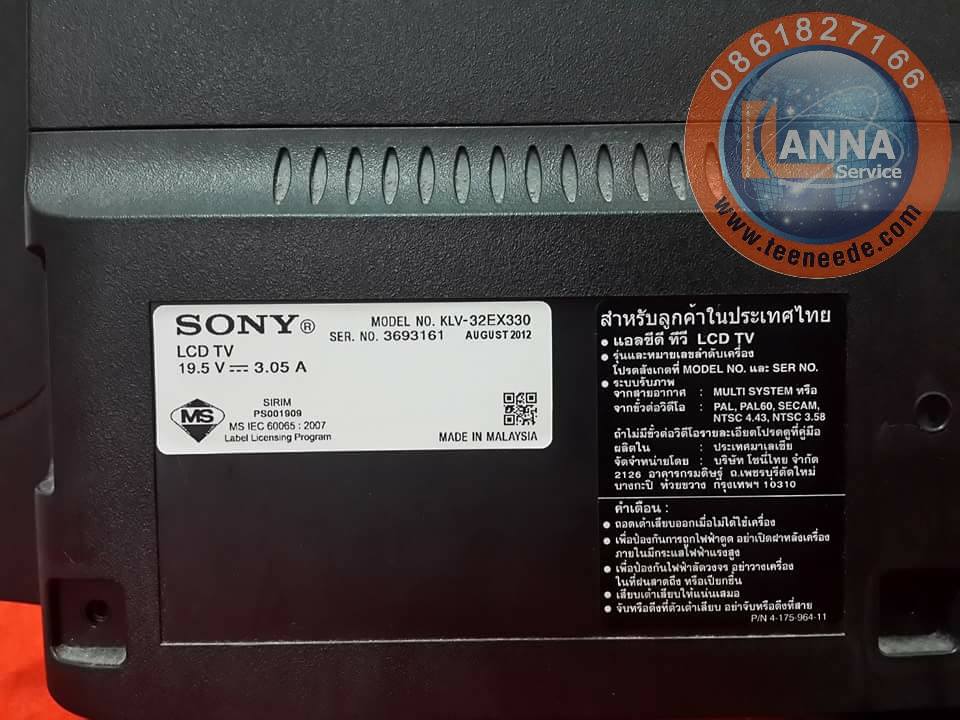 0861827166
LANNA
Service
www.teeneede.com
SONY®
MODEL NO. KLV-32EX330
SER. NO. 3693161 AUGUST 2012
LCD TV
19.5 V ⎓ 3.05 A
MS
SIRIM
PS001909
MS IEC 60065 : 2007
Label Licensing Program
MADE IN MALAYSIA
สำหรับลูกค้าในประเทศไทย
● แอลซีดี ทีวี LCD TV
● รุ่นและหมายเลขลำดับเครื่อง
โปรดสังเกตที่ MODEL NO. และ SER NO.
● ระบบรับภาพ
จากสายอากาศ : MULTI SYSTEM หรือ
จากขั้วต่อวิดีโอ : PAL, PAL60, SECAM,
NTSC 4.43, NTSC 3.58
ถ้าไม่มีขั้วต่อวิดีโอรายละเอียดโปรดดูที่คู่มือ
ผลิตใน : ประเทศมาเลเซีย
จัดจำหน่ายโดย : บริษัท โซนี่ไทย จำกัด
2126 อาคารกรมดิษฐ์ ถ.เพชรบุรีตัดใหม่
บางกะปิ ห้วยขวาง กรุงเทพฯ 10310
คำเตือน :
● ถอดเต้าเสียบออกเมื่อไม่ได้ใช้เครื่อง
● เพื่อป้องกันการถูกไฟฟ้าดูด อย่าเปิดฝาหลังเครื่อง
ภายในมีกระแสไฟฟ้าแรงสูง
● เพื่อป้องกันไฟฟ้าลัดวงจร อย่าวางเครื่อง
ในที่ฝนสาดถึง หรือเปียกชื้น
● เสียบเต้าเสียบให้แน่นเสมอ
● จับหรือดึงที่ตัวเต้าเสียบ อย่าจับหรือดึงที่สาย
P/N 4-175-964-11